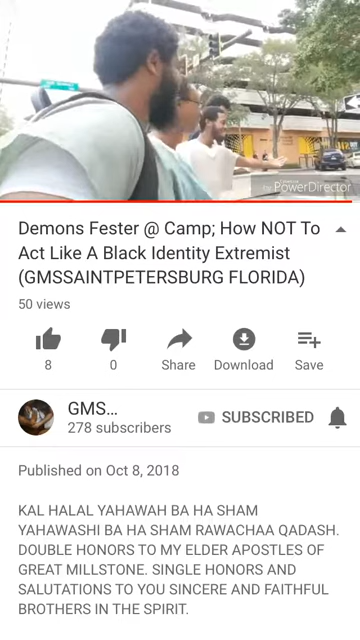 by PowerDirector
Demons Fester @ Camp; How NOT To
Act Like A Black Identity Extremist
(GMSSAINTPETERSBURG FLORIDA)
50 views
8
0
Share
Download
Save
GMS...
278 subscribers
SUBSCRIBED
Published on Oct 8, 2018
KAL HALAL YAHAWAH BA HA SHAM
YAHAWASHI BA HA SHAM RAWACHAA QADASH.
DOUBLE HONORS TO MY ELDER APOSTLES OF
GREAT MILLSTONE. SINGLE HONORS AND
SALUTATIONS TO YOU SINCERE AND FAITHFUL
BROTHERS IN THE SPIRIT.